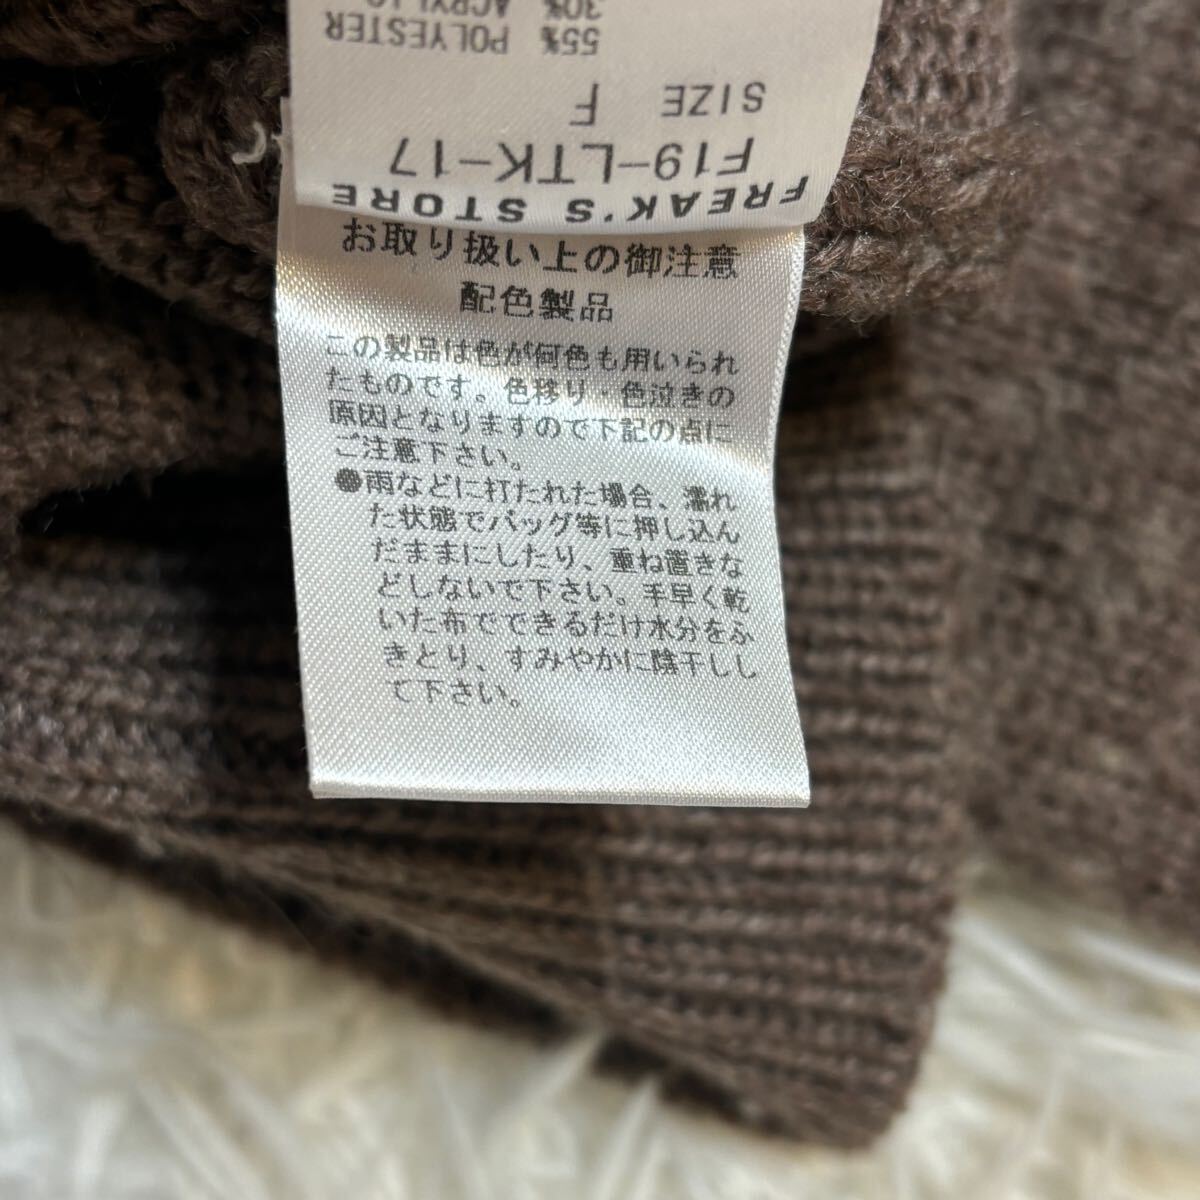 FREAK'S STORE
F19-LTK-17
SIZE F
55% POLYESTER
30% ACRYLIC
お取り扱い上の御注意
配色製品
この製品は色が何色も用いられ
たものです。色移り・色泣きの
原因となりますので下記の点に
ご注意下さい。
●雨などに打たれた場合、濡れ
た状態でバッグ等に押し込ん
だままにしたり、重ね置きな
どしないで下さい。手早く乾
いた布でできるだけ水分をふ
きとり、すみやかに陰干しし
て下さい。